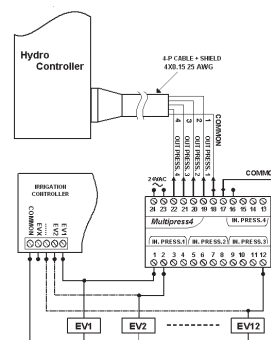 Hydro
Controller
4-P CABLE + SHIELD
4X0.15 25 AWG
4 OUT PRESS. 4
3 OUT PRESS. 3
2 OUT PRESS. 2
1 OUT PRESS. 1
COMMON
24VAC
COMMO
IRRIGATION
CONTROLLER
COMMON
EVX
......
EV2
EV1
24 23 22 21 20 19 18 17 16 15 14 13
Multipress4
IN. PRESS.4
IN. PRESS.1
IN. PRESS.2
IN. PRESS.3
1 2 3 4 5 6 7 8 9 10 11 12
EV1
EV2
EV12